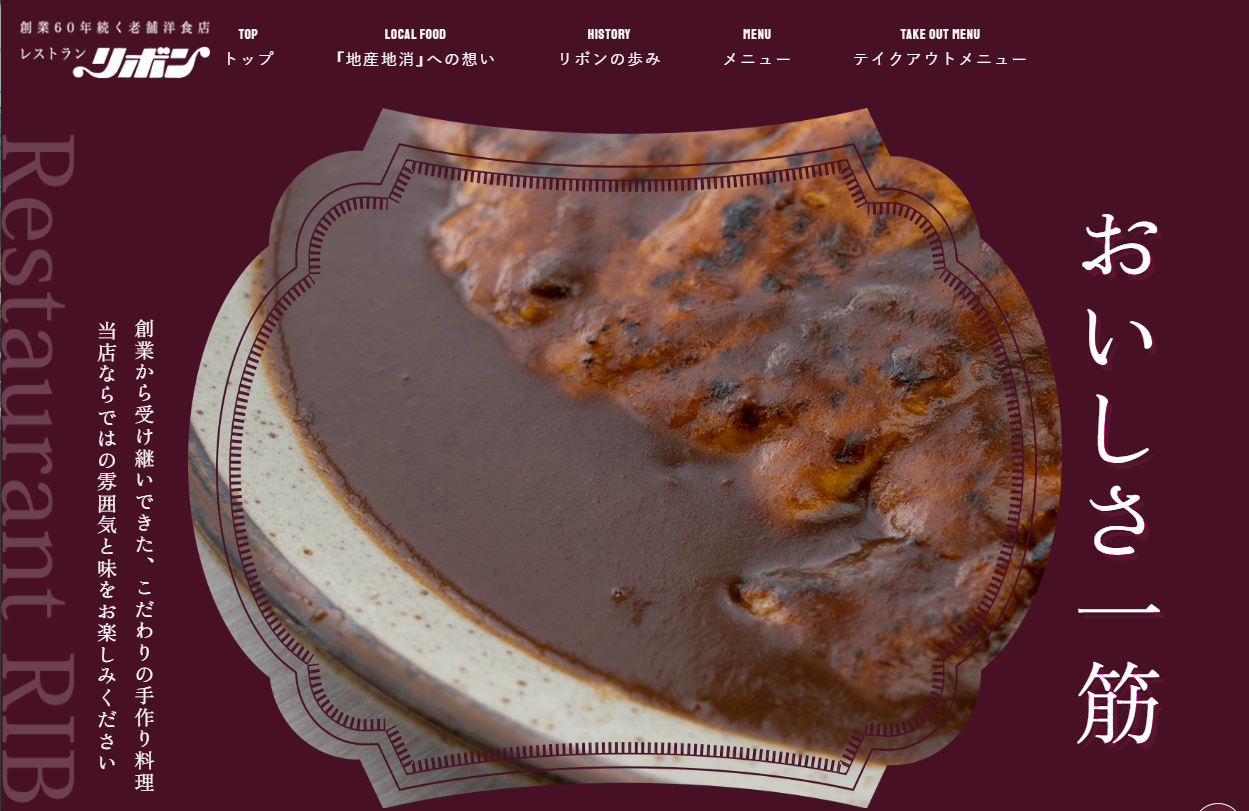 創業60年続く老舗洋食店
レストラン リボン
TOP
トップ
LOCAL FOOD
「地産地消」への想い
HISTORY
リボンの歩み
MENU
メニュー
TAKE OUT MENU
テイクアウトメニュー
おいしさ一筋
創業から受け継いできた、こだわりの手作り料理
当店ならではの雰囲気と味をお楽しみください
Restaurant RIB